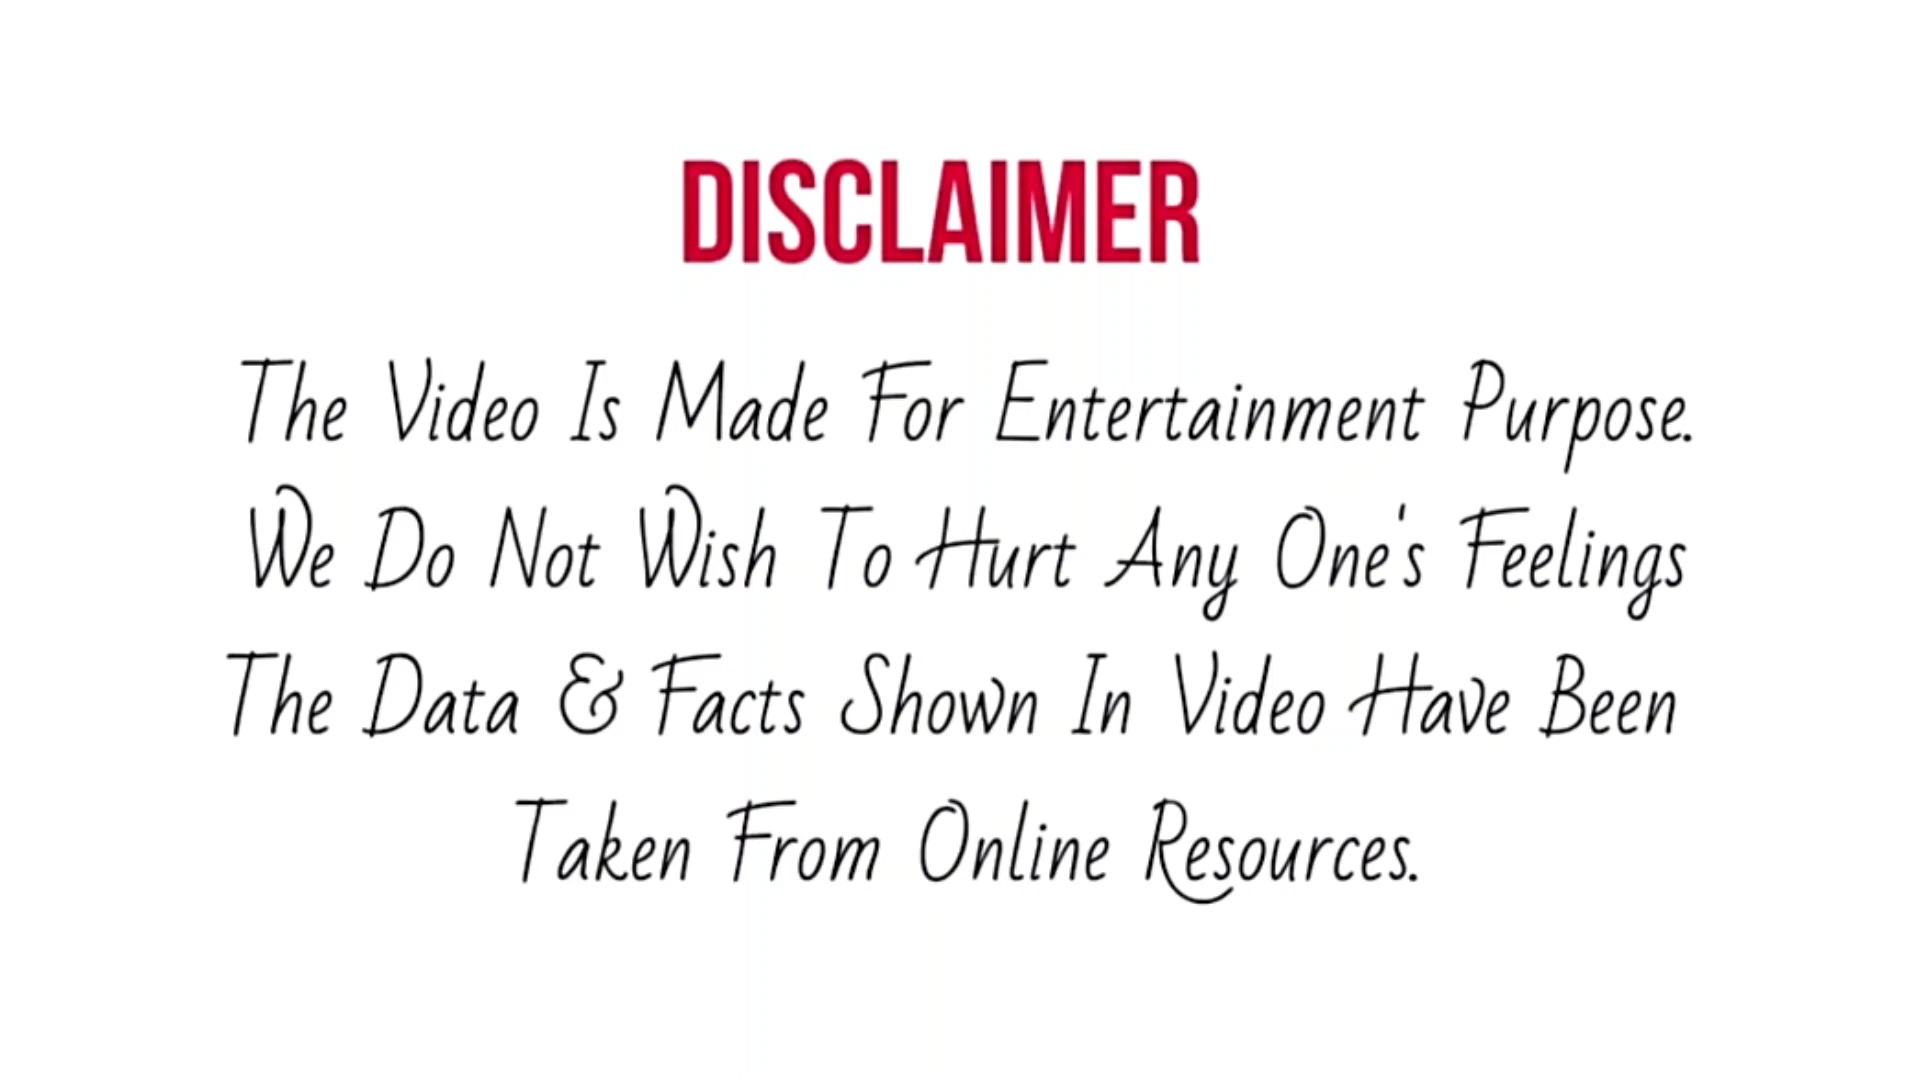 DISCLAIMER
The Video Is Made For Entertainment Purpose.
We Do Not Wish To Hurt Any One's Feelings
The Data & Facts Shown In Video Have Been
Taken From Online Resources.